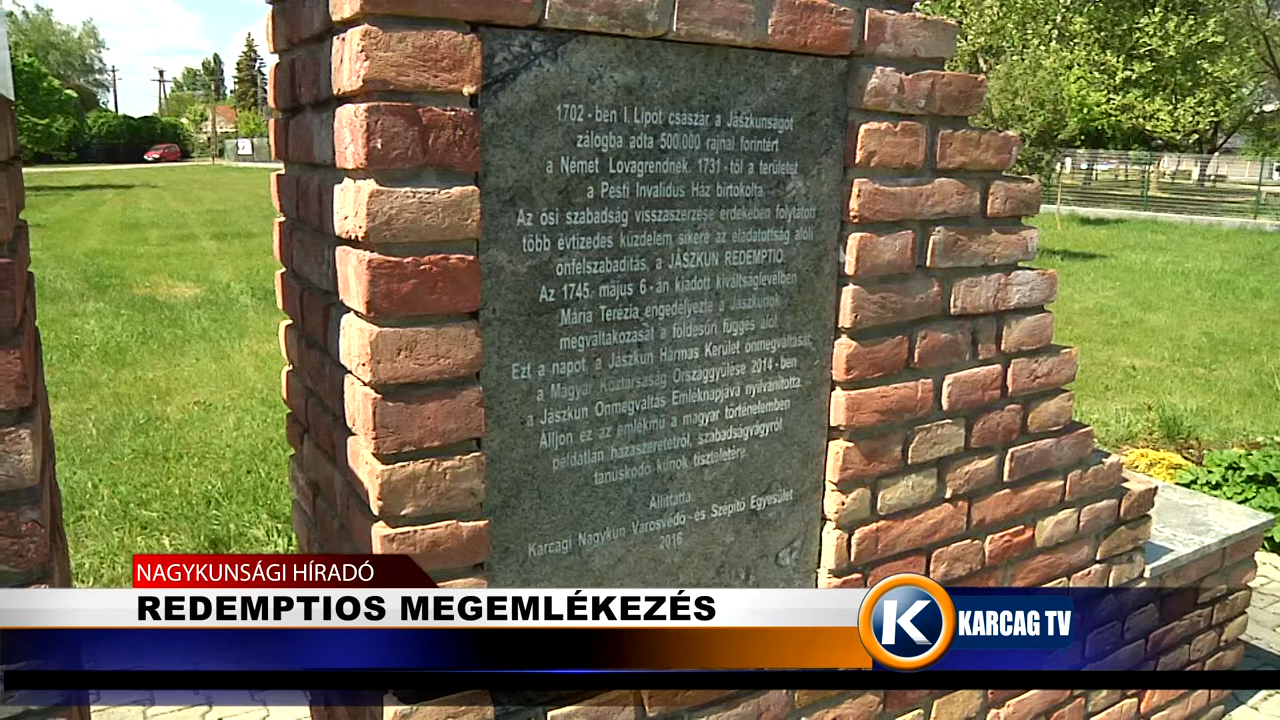 1702 - ben I. Lipót császár a Jászkunságot
zálogba adta 500.000 rajnai forintért
a Német Lovagrendnek. 1731 - től a területet
a Pesti Invalidus Ház birtokolta.
Az ősi szabadság visszaszerzése érdekében folytatott
több évtizedes küzdelem sikere az eladatottság alóli
önfelszabadítás, a JÁSZKUN REDEMPTIO.
Az 1745. május 6 - án kiadott kiváltságlevélben
Mária Terézia engedélyezte a Jászkunok
megváltakozását a földesúri függés alól.
Ezt a napot, a Jászkun Hármas Kerület önmegváltását,
a Magyar Köztársaság Országgyűlése 2014 - ben
a Jászkun Önmegváltás Emléknapjává nyilvánította.
Álljon ez az emlékmű a magyar történelemben
példátlan hazaszeretetről, szabadságvágyról
tanúskodó kunok tiszteletére.
Állíttatta:
Karcagi Nagykun Városvédő - és Szépítő Egyesület
2016
NAGYKUNSÁGI HÍRADÓ
REDEMPTIOS MEGEMLÉKEZÉS
K KARCAG TV